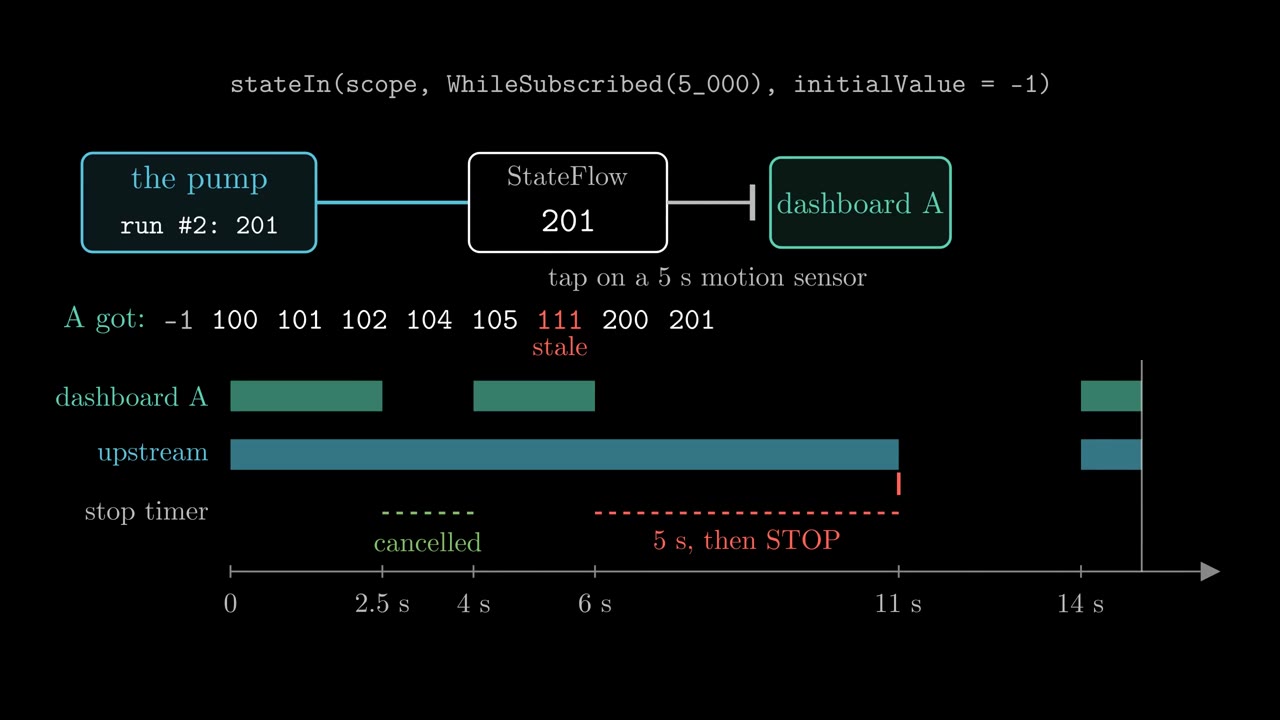 stateIn(scope, WhileSubscribed(5_000), initialValue = -1)
the pump
run #2: 201
StateFlow
201
dashboard A
tap on a 5 s motion sensor
A got: -1 100 101 102 104 105 111 200 201
stale
dashboard A
upstream
stop timer
cancelled
5 s, then STOP
0 2.5 s 4 s 6 s 11 s 14 s